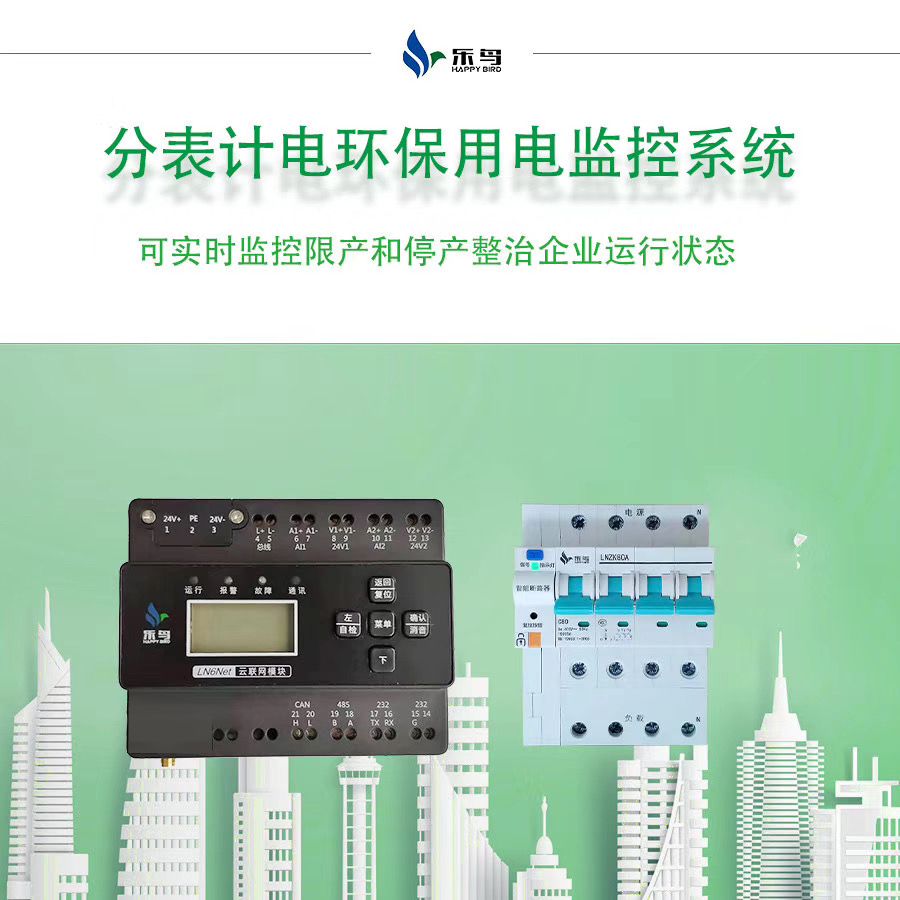 乐鸟
HAPPY BIRD
分表计电环保用电监控系统
可实时监控限产和停产整治企业运行状态
24V+ PE 24V-
1 2 3
L+ L- A1+ A1- V1+ V1- A2+ A2- V2+ V2-
4 5 6 7 8 9 10 11 12 13
总线 AI1 24V1 AI2 24V2
运行 报警 故障 通讯
返回
复位
左
自检
菜单
确认
消音
下
乐鸟
HAPPY BIRD
LN6Net 云联网模块
CAN 485 232 232
21 20 19 18 17 16 15 14
H L B A TX RX G
电源 N
乐鸟 LNZK80A
指示灯
智能断路器
C80
负载 N